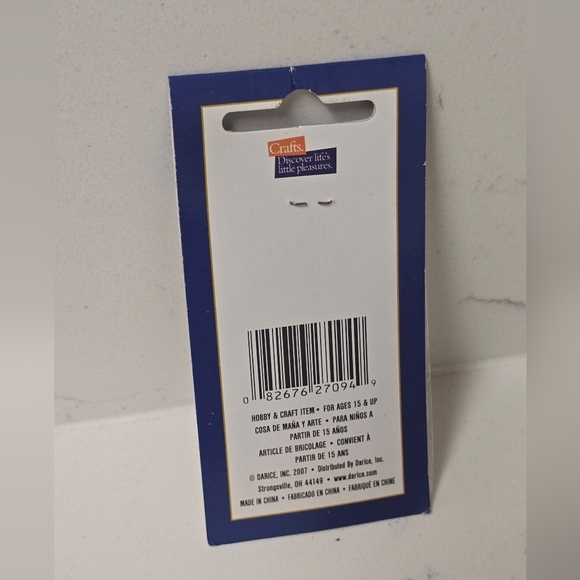 Crafts.
Discover life's
little pleasures.
0 82676 27094 9
HOBBY & CRAFT ITEM • FOR AGES 15 & UP
COSA DE MAÑA Y ARTE • PARA NIÑOS A
PARTIR DE 15 AÑOS
ARTICLE DE BRICOLAGE • CONVIENT À
PARTIR DE 15 ANS
© DARICE, INC. 2007 • Distributed By Darice, Inc.
Strongsville, OH 44149 • www.darice.com
MADE IN CHINA • FABRICADO EN CHINA • FABRIQUÉ EN CHINE